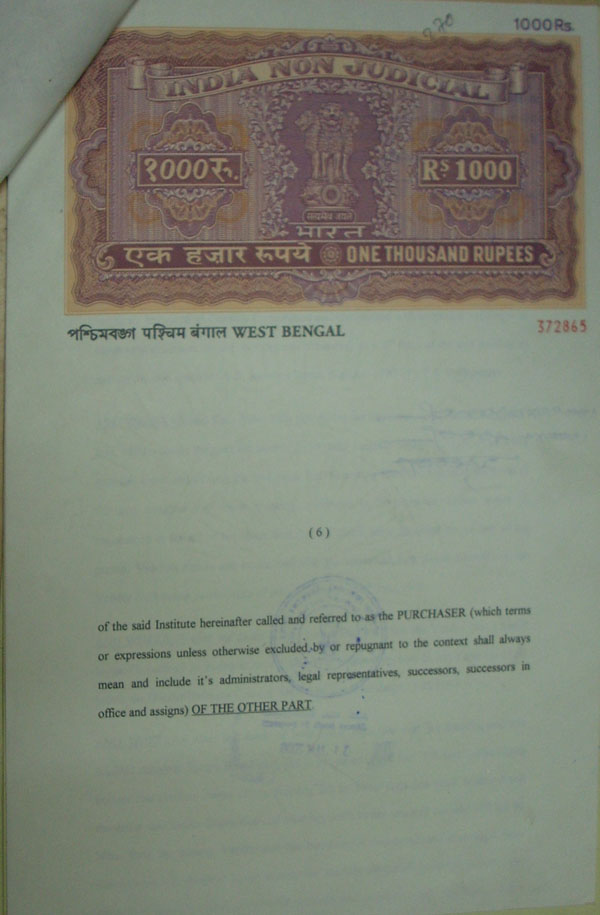 1000 Rs.
INDIA NON JUDICIAL
१000रु.
RS 1000
सत्यमेव जयते
भारत
एक हजार रुपये ONE THOUSAND RUPEES
পশ্চিমবঙ্গ पश्चिम बंगाल WEST BENGAL
372865
( 6 )
of the said Institute hereinafter called and referred to as the PURCHASER (which terms
or expressions unless otherwise excluded by or repugnant to the context shall always
mean and include it's administrators, legal representatives, successors, successors in
office and assigns) OF THE OTHER PART.